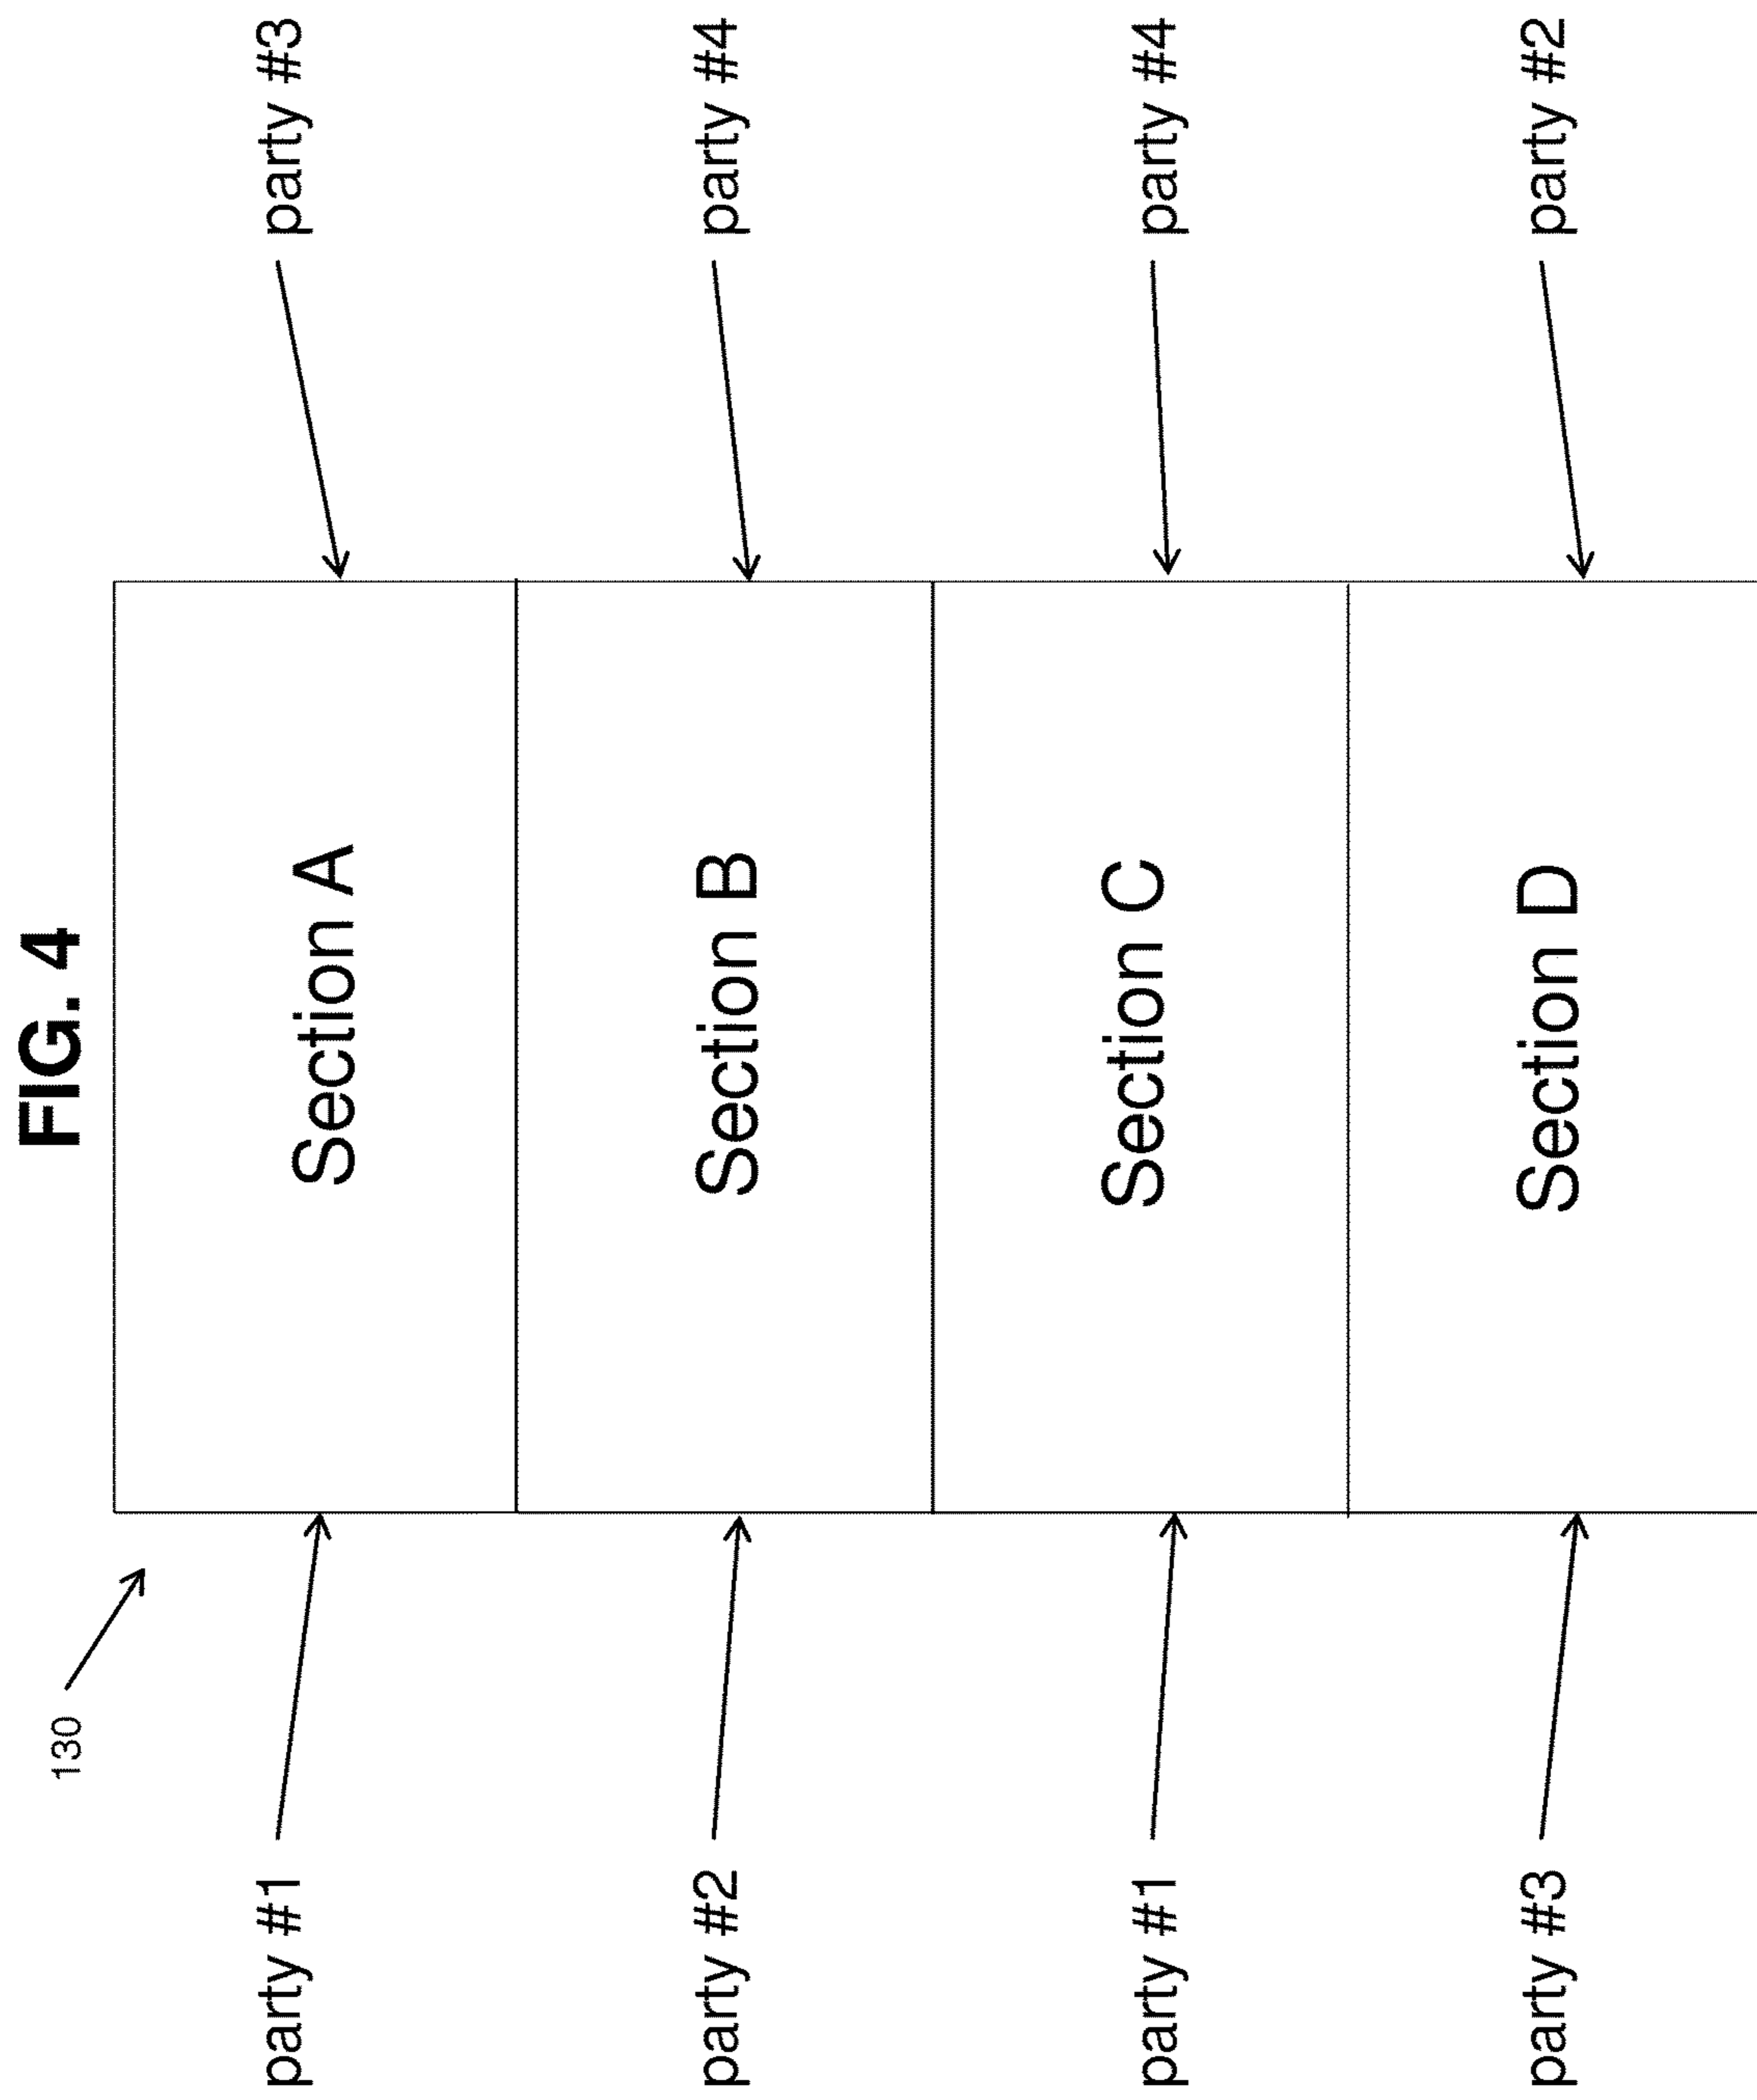 FIG. 4
130
party #1
Section A
party #3
party #2
Section B
party #4
party #1
Section C
party #4
party #3
Section D
party #2